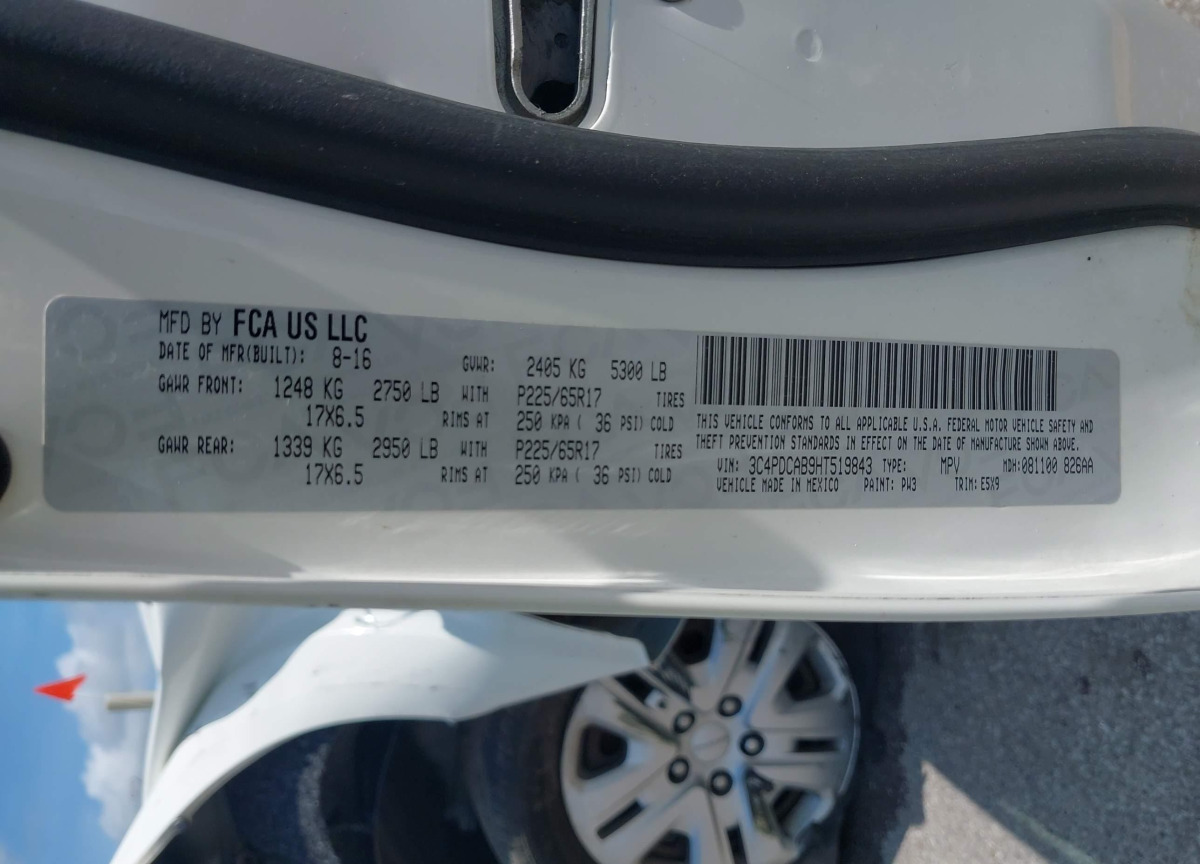 MFD BY FCA US LLC
DATE OF MFR(BUILT): 8-16 GVWR: 2405 KG 5300 LB
GAWR FRONT: 1248 KG 2750 LB WITH P225/65R17 TIRES
17X6.5 RIMS AT 250 KPA ( 36 PSI) COLD
GAWR REAR: 1339 KG 2950 LB WITH P225/65R17 TIRES
17X6.5 RIMS AT 250 KPA ( 36 PSI) COLD
THIS VEHICLE CONFORMS TO ALL APPLICABLE U.S.A. FEDERAL MOTOR VEHICLE SAFETY AND
THEFT PREVENTION STANDARDS IN EFFECT ON THE DATE OF MANUFACTURE SHOWN ABOVE.
VIN: 3C4PDCAB9HT519843 TYPE: MPV MDH:081100 826AA
VEHICLE MADE IN MEXICO PAINT: PW3 TRIM: E5X9